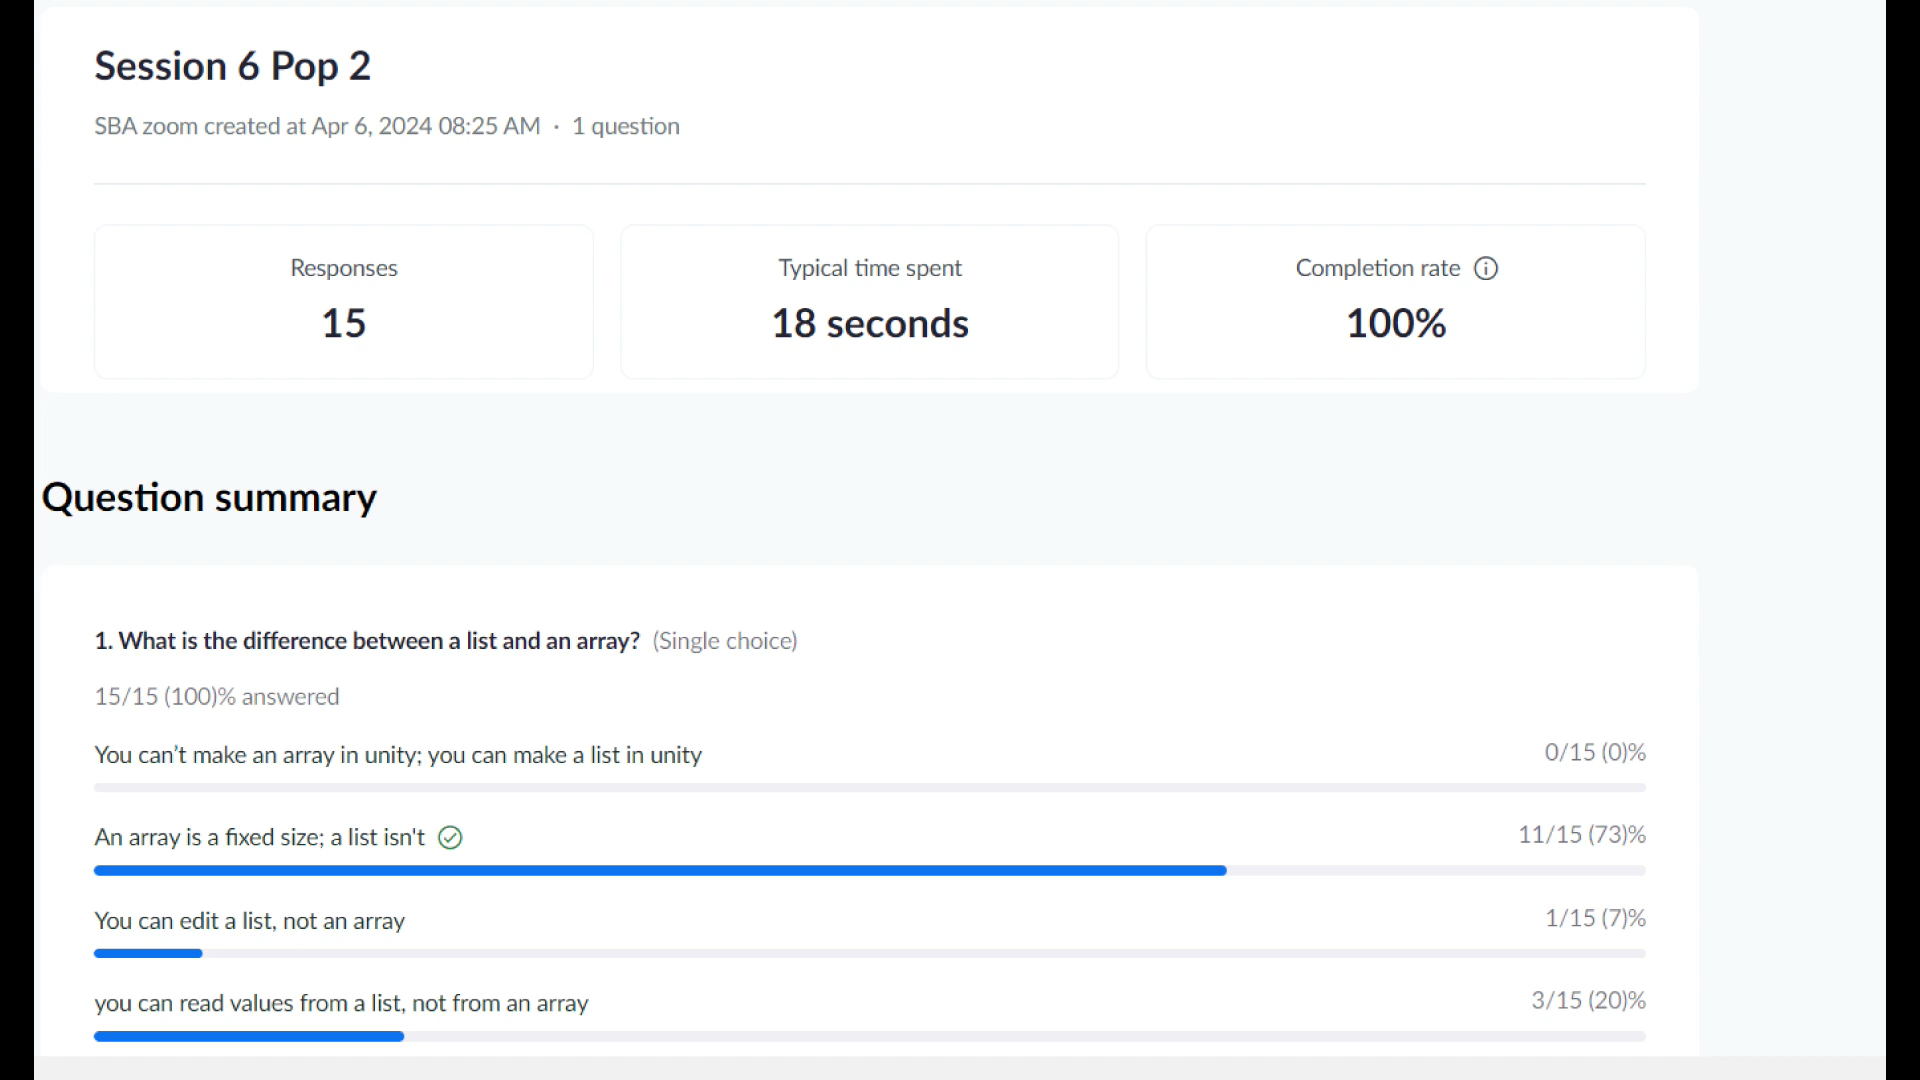 Session 6 Pop 2
SBA zoom created at Apr 6, 2024 08:25 AM · 1 question
Responses
15
Typical time spent
18 seconds
Completion rate
100%
Question summary
1. What is the difference between a list and an array? (Single choice)
15/15 (100)% answered
You can’t make an array in unity; you can make a list in unity 0/15 (0)%
An array is a fixed size; a list isn't 11/15 (73)%
You can edit a list, not an array 1/15 (7)%
you can read values from a list, not from an array 3/15 (20)%